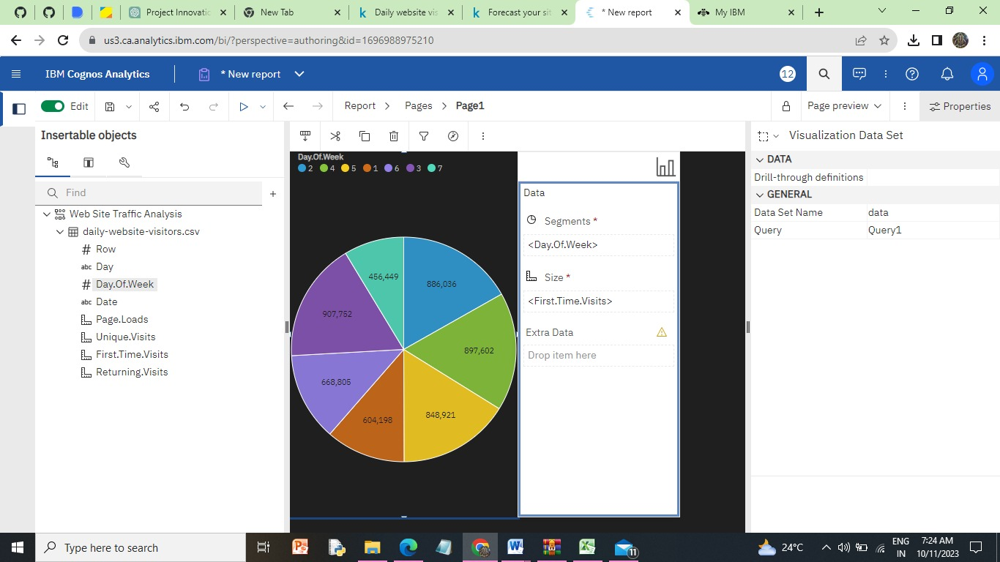 Project Innovatic
New Tab
Daily website vis
Forecast your sit
* New report
My IBM
us3.ca.analytics.ibm.com/bi/?perspective=authoring&id=1696988975210
IBM Cognos Analytics
* New report
12
Edit
Report > Pages > Page1
Page preview
Properties
Insertable objects
Find
Web Site Traffic Analysis
daily-website-visitors.csv
# Row
abc Day
# Day.Of.Week
abc Date
Page.Loads
Unique.Visits
First.Time.Visits
Returning.Visits
Day.Of.Week
2 4 5 1 6 3 7
456,449
886,036
907,752
897,602
668,805
848,921
604,198
Data
Segments *
<Day.Of.Week>
Size *
<First.Time.Visits>
Extra Data
Drop item here
Visualization Data Set
DATA
Drill-through definitions
GENERAL
Data Set Name data
Query Query1
Type here to search
11
24°C
ENG
IN
7:24 AM
10/11/2023